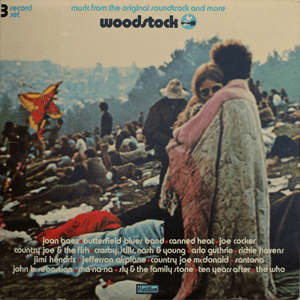 3 record set
music from the original soundtrack and more
woodstock
joan baez · butterfield blues band · canned heat · joe cocker
country joe & the fish · crosby, stills, nash & young · arlo guthrie · richie havens
jimi hendrix · jefferson airplane · country joe mcdonald · santana
john b. sebastian · sha-na-na · sly & the family stone · ten years after · the who
Cotillion